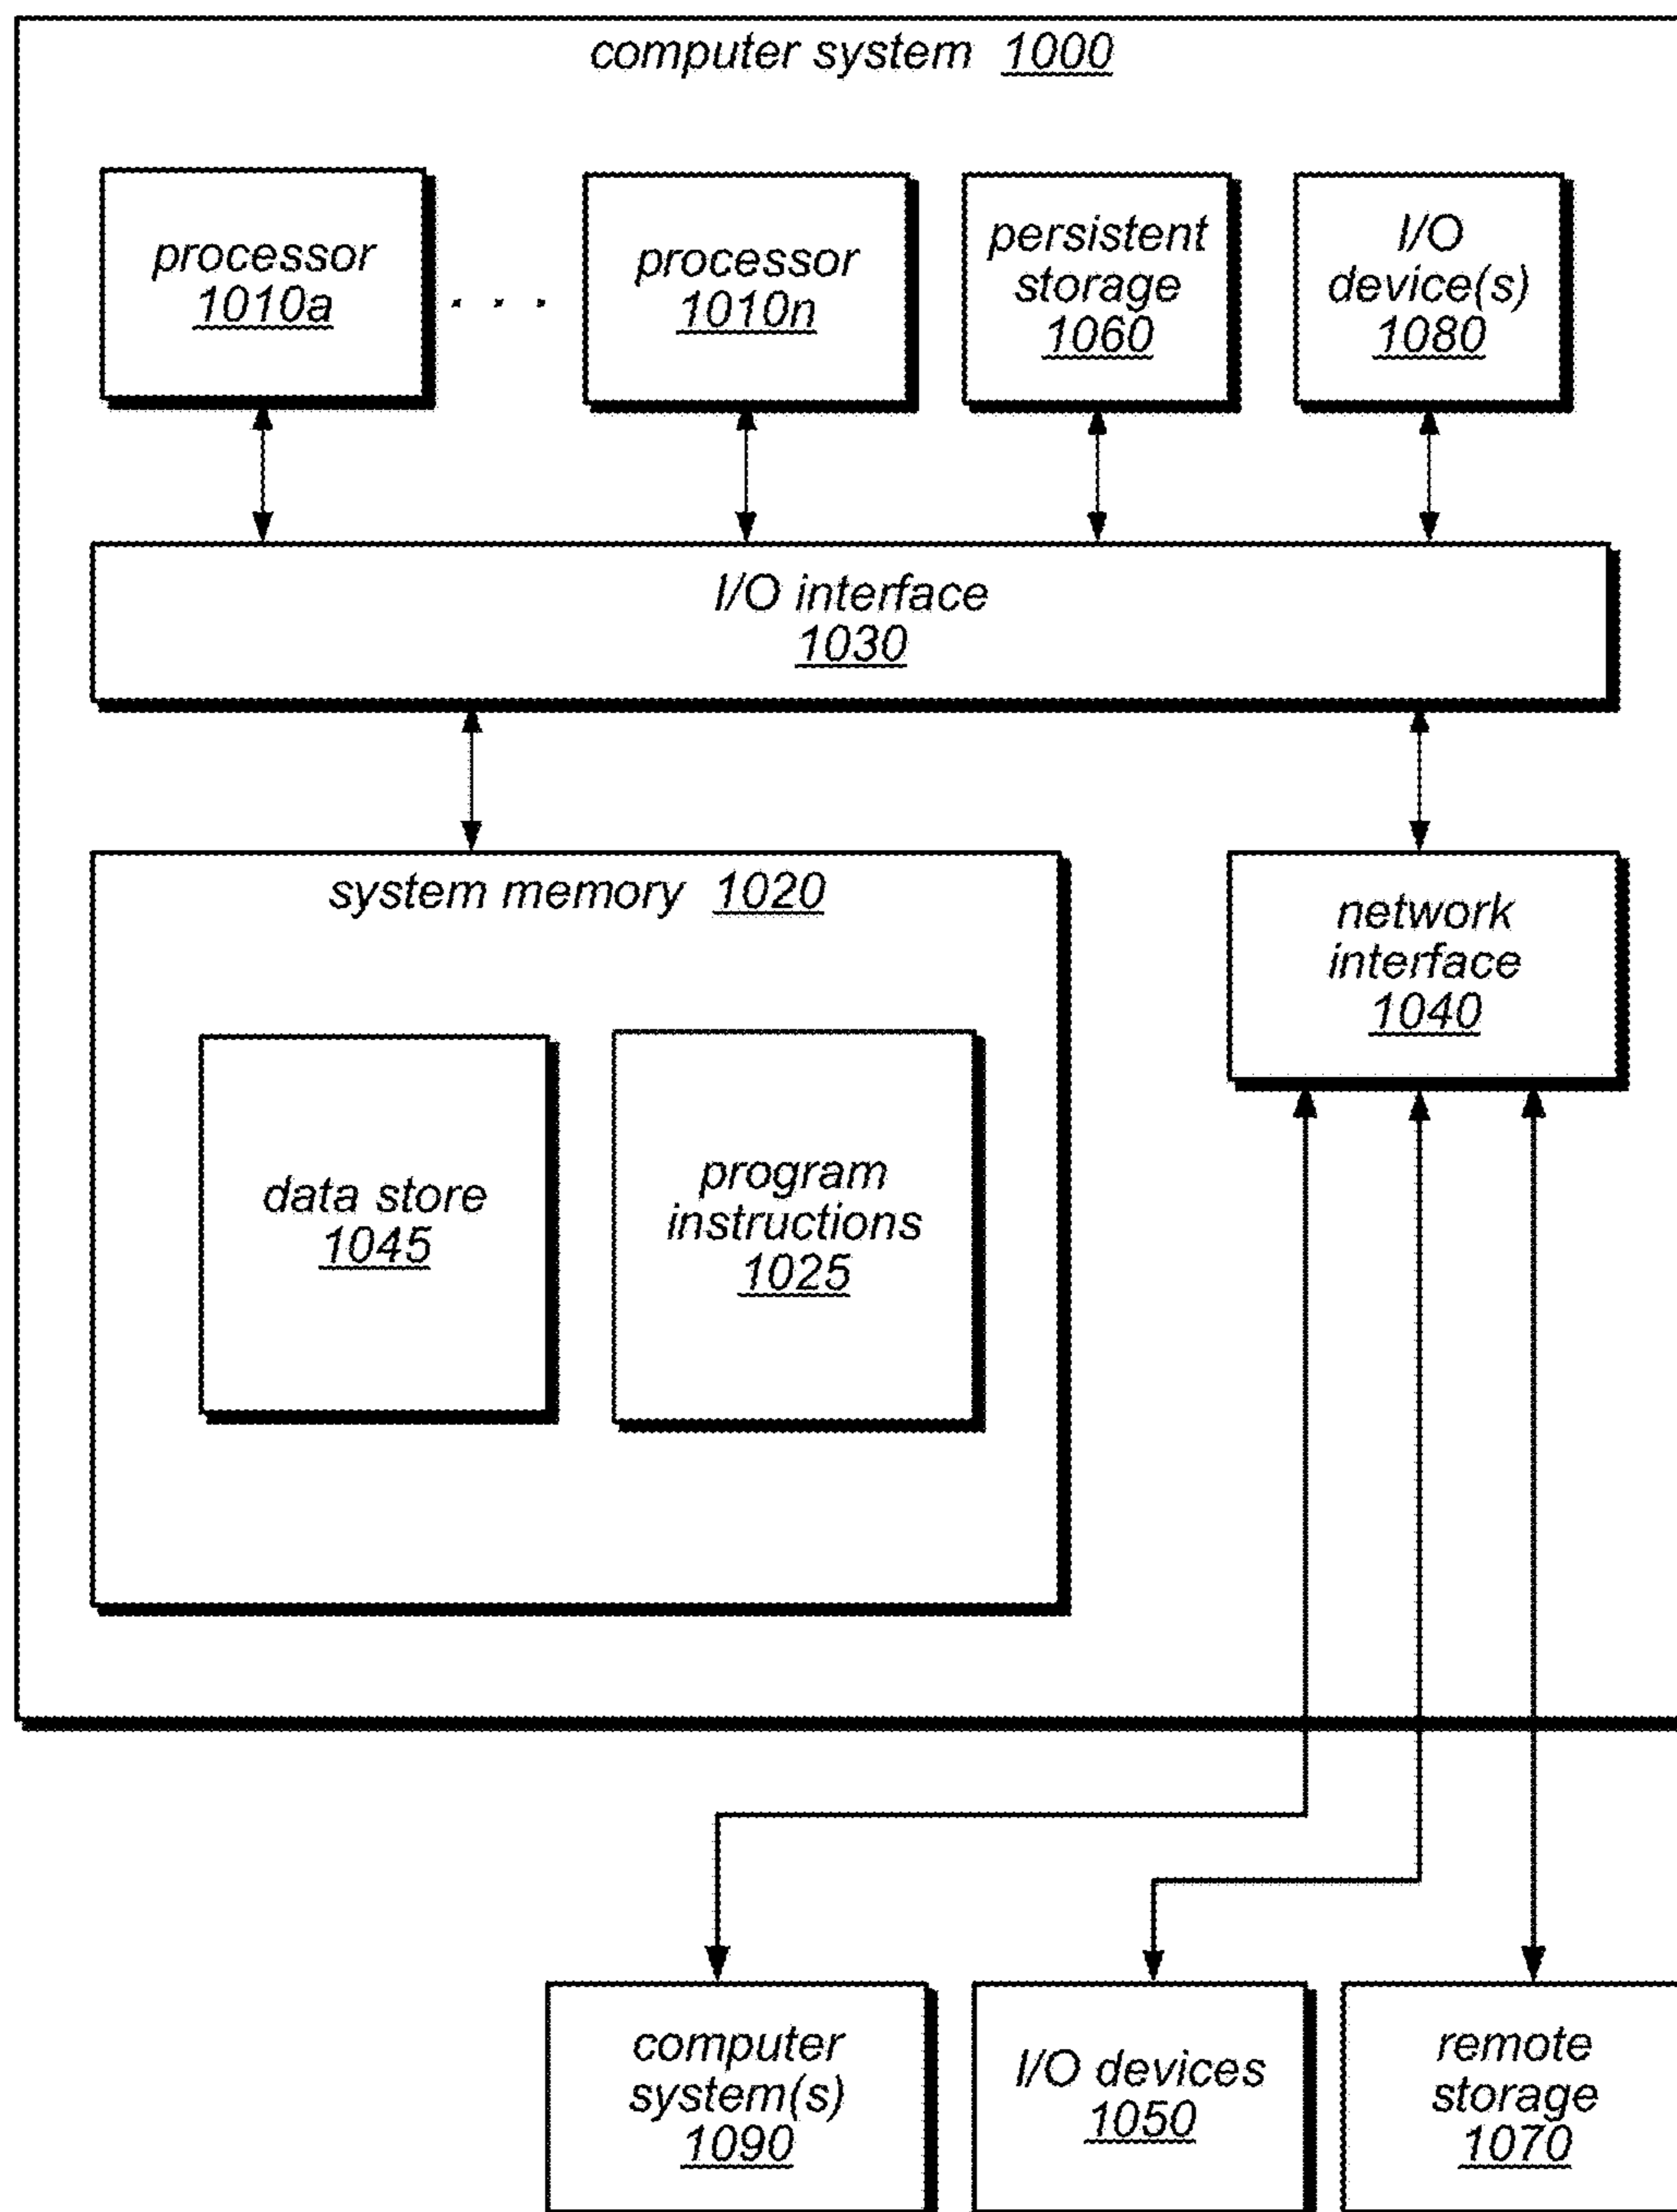 computer system 1000
processor
1010a
. . .
processor
1010n
persistent
storage
1060
I/O
device(s)
1080
I/O interface
1030
system memory 1020
data store
1045
program
instructions
1025
network
interface
1040
computer
system(s)
1090
I/O devices
1050
remote
storage
1070